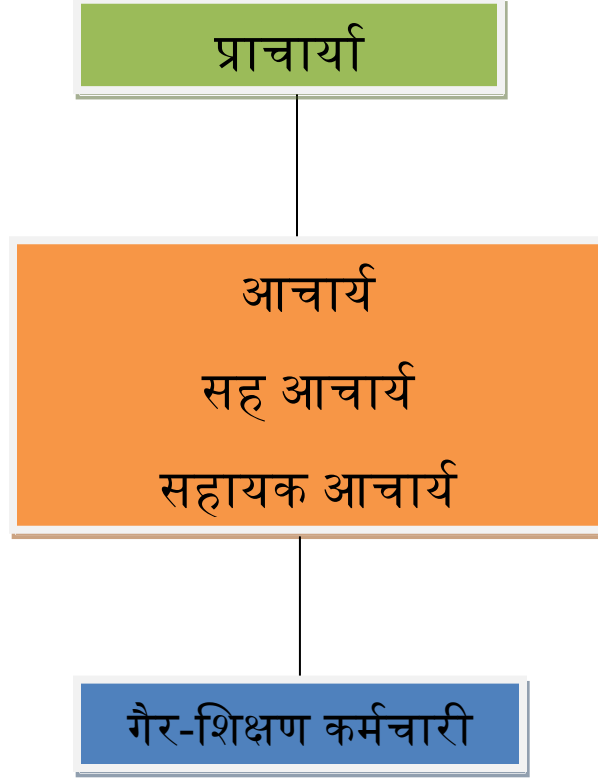 प्राचार्या
आचार्य
सह आचार्य
सहायक आचार्य
गैर-शिक्षण कर्मचारी